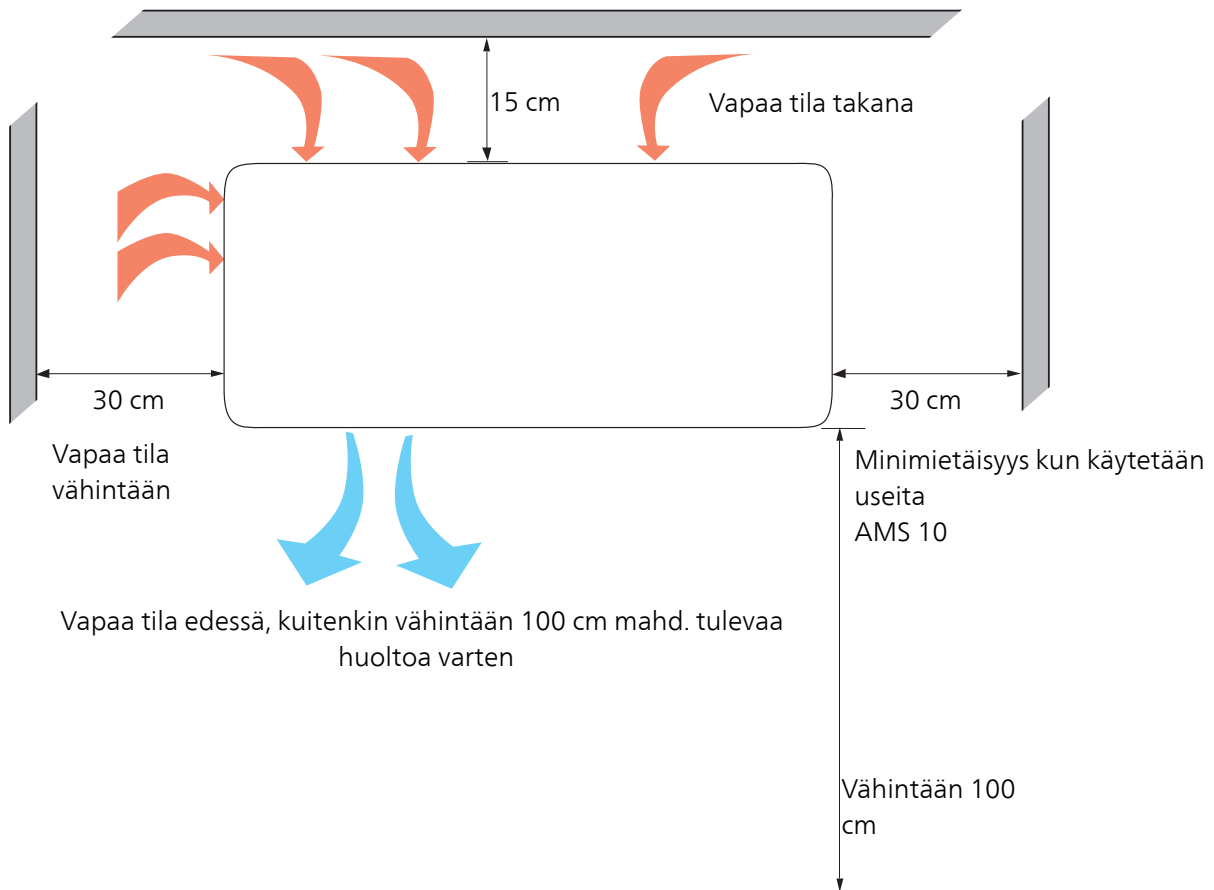 15 cm
Vapaa tila takana
30 cm
30 cm
Vapaa tila
vähintään
Minimietäisyys kun käytetään
useita
AMS 10
Vapaa tila edessä, kuitenkin vähintään 100 cm mahd. tulevaa
huoltoa varten
Vähintään 100
cm